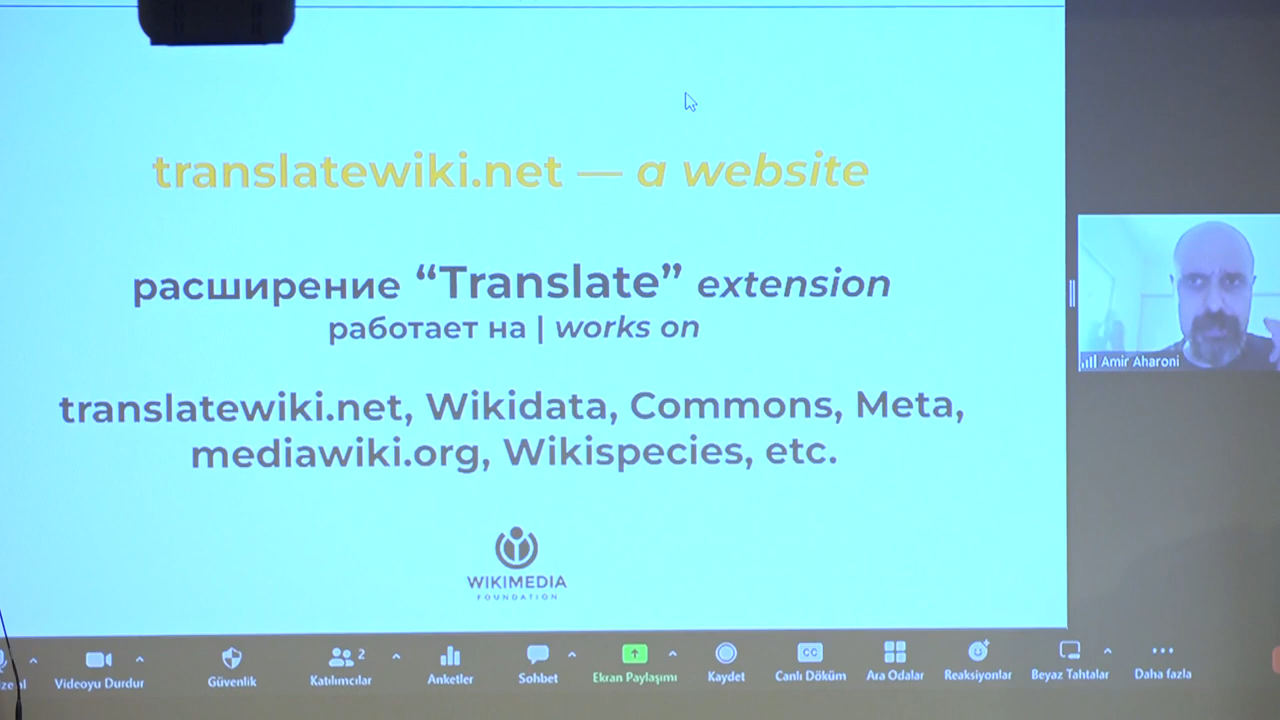 translatewiki.net — a website
расширение “Translate” extension
работает на | works on
translatewiki.net, Wikidata, Commons, Meta,
mediawiki.org, Wikispecies, etc.
WIKIMEDIA
FOUNDATION
Amir Aharoni
Videoyu Durdur
Güvenlik
2
Katılımcılar
Anketler
Sohbet
Ekran Paylaşımı
Kaydet
CC
Canlı Döküm
Ara Odalar
Reaksiyonlar
Beyaz Tahtalar
Daha fazla